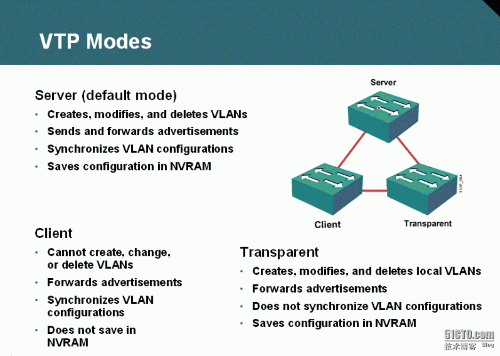 VTP Modes
Server (default mode)
• Creates, modifies, and deletes VLANs
• Sends and forwards advertisements
• Synchronizes VLAN configurations
• Saves configuration in NVRAM
Server
Client
Transparent
Client
• Cannot create, change,
or delete VLANs
• Forwards advertisements
• Synchronizes VLAN
configurations
• Does not save in
NVRAM
Transparent
• Creates, modifies, and deletes local VLANs
• Forwards advertisements
• Does not synchronize VLAN configurations
• Saves configuration in NVRAM
51CTO.com
技术博客 Blog